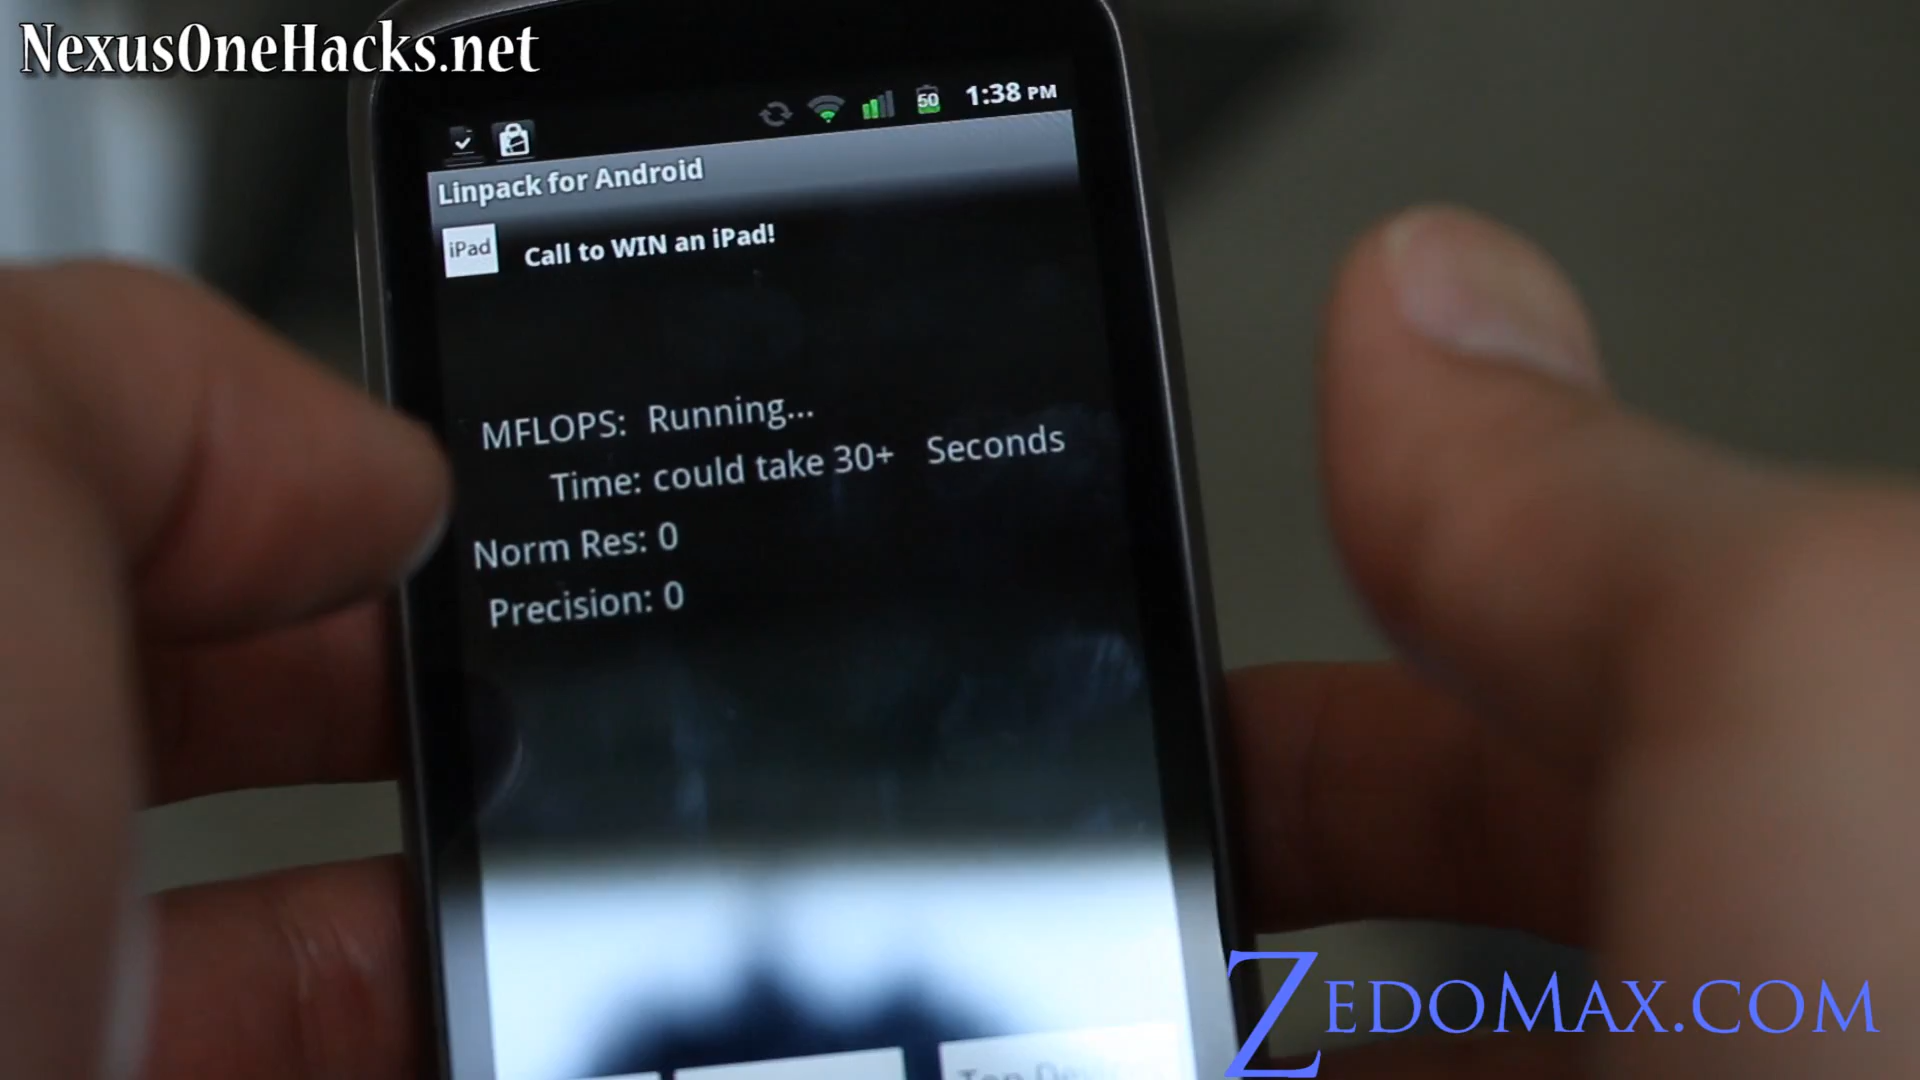 NexusOneHacks.net
50 1:38 PM
Linpack for Android
iPad Call to WIN an iPad!
MFLOPS: Running...
Time: could take 30+ Seconds
Norm Res: 0
Precision: 0
Top
ZEDOMAX.COM